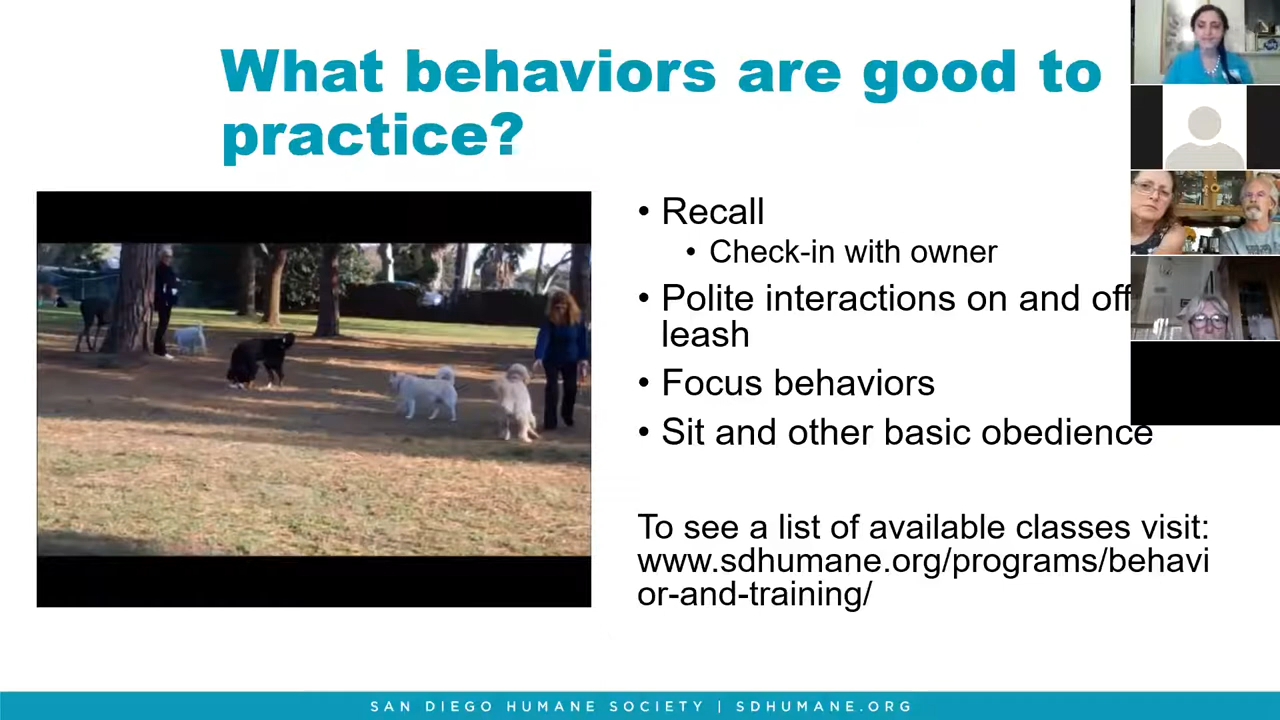 What behaviors are good to
practice?
• Recall
• Check-in with owner
• Polite interactions on and off
leash
• Focus behaviors
• Sit and other basic obedience
To see a list of available classes visit:
www.sdhumane.org/programs/behavi
or-and-training/
SAN DIEGO HUMANE SOCIETY | SDHUMANE.ORG